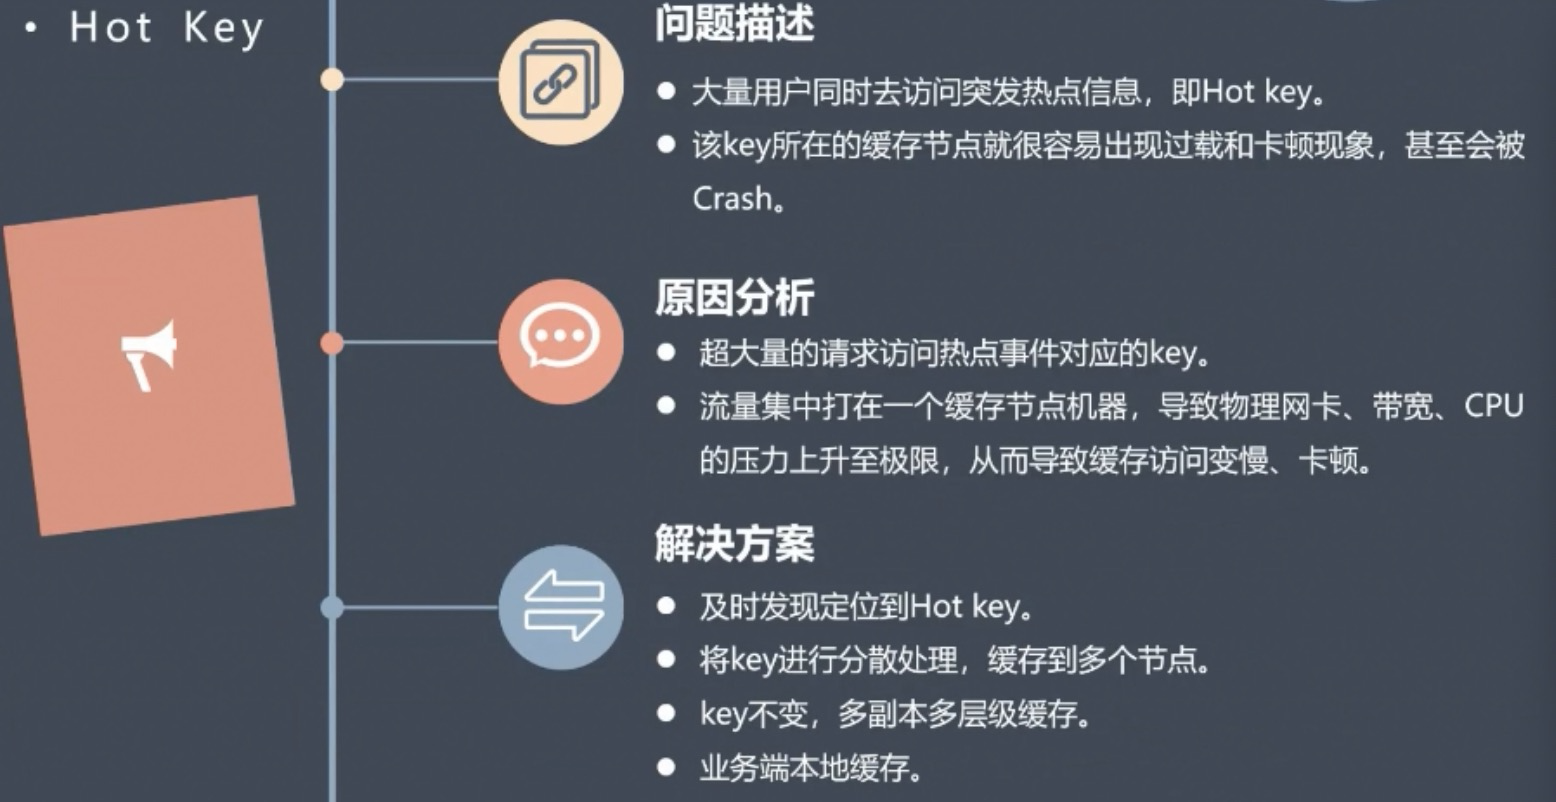 • Hot Key
问题描述
● 大量用户同时去访问突发热点信息，即Hot key。
● 该key所在的缓存节点就很容易出现过载和卡顿现象，甚至会被
Crash。
原因分析
● 超大量的请求访问热点事件对应的key。
● 流量集中打在一个缓存节点机器，导致物理网卡、带宽、CPU
的压力上升至极限，从而导致缓存访问变慢、卡顿。
解决方案
● 及时发现定位到Hot key。
● 将key进行分散处理，缓存到多个节点。
● key不变，多副本多层级缓存。
● 业务端本地缓存。